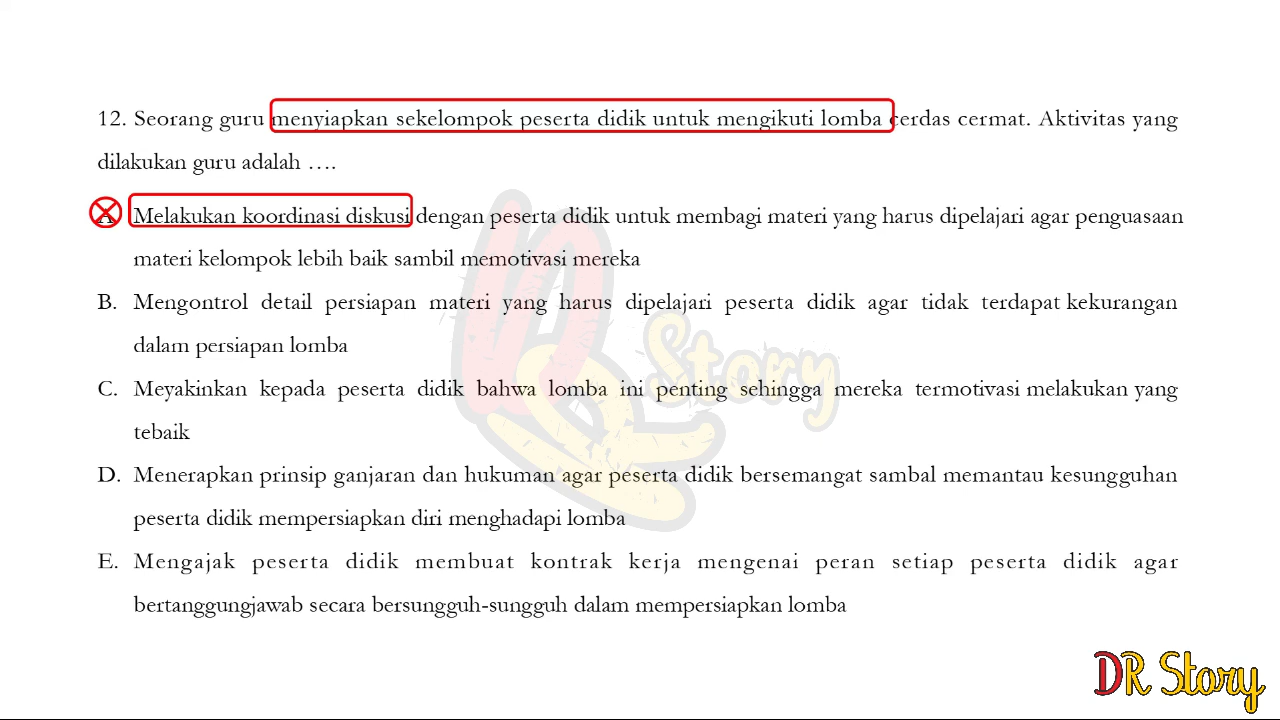 12. Seorang guru menyiapkan sekelompok peserta didik untuk mengikuti lomba cerdas cermat. Aktivitas yang
dilakukan guru adalah ….
A Melakukan koordinasi diskusi dengan peserta didik untuk membagi materi yang harus dipelajari agar penguasaan
materi kelompok lebih baik sambil memotivasi mereka
B. Mengontrol detail persiapan materi yang harus dipelajari peserta didik agar tidak terdapat kekurangan
dalam persiapan lomba
C. Meyakinkan kepada peserta didik bahwa lomba ini penting sehingga mereka termotivasi melakukan yang
tebaik
D. Menerapkan prinsip ganjaran dan hukuman agar peserta didik bersemangat sambal memantau kesungguhan
peserta didik mempersiapkan diri menghadapi lomba
E. Mengajak peserta didik membuat kontrak kerja mengenai peran setiap peserta didik agar
bertanggungjawab secara bersungguh-sungguh dalam mempersiapkan lomba
Story
DR Story